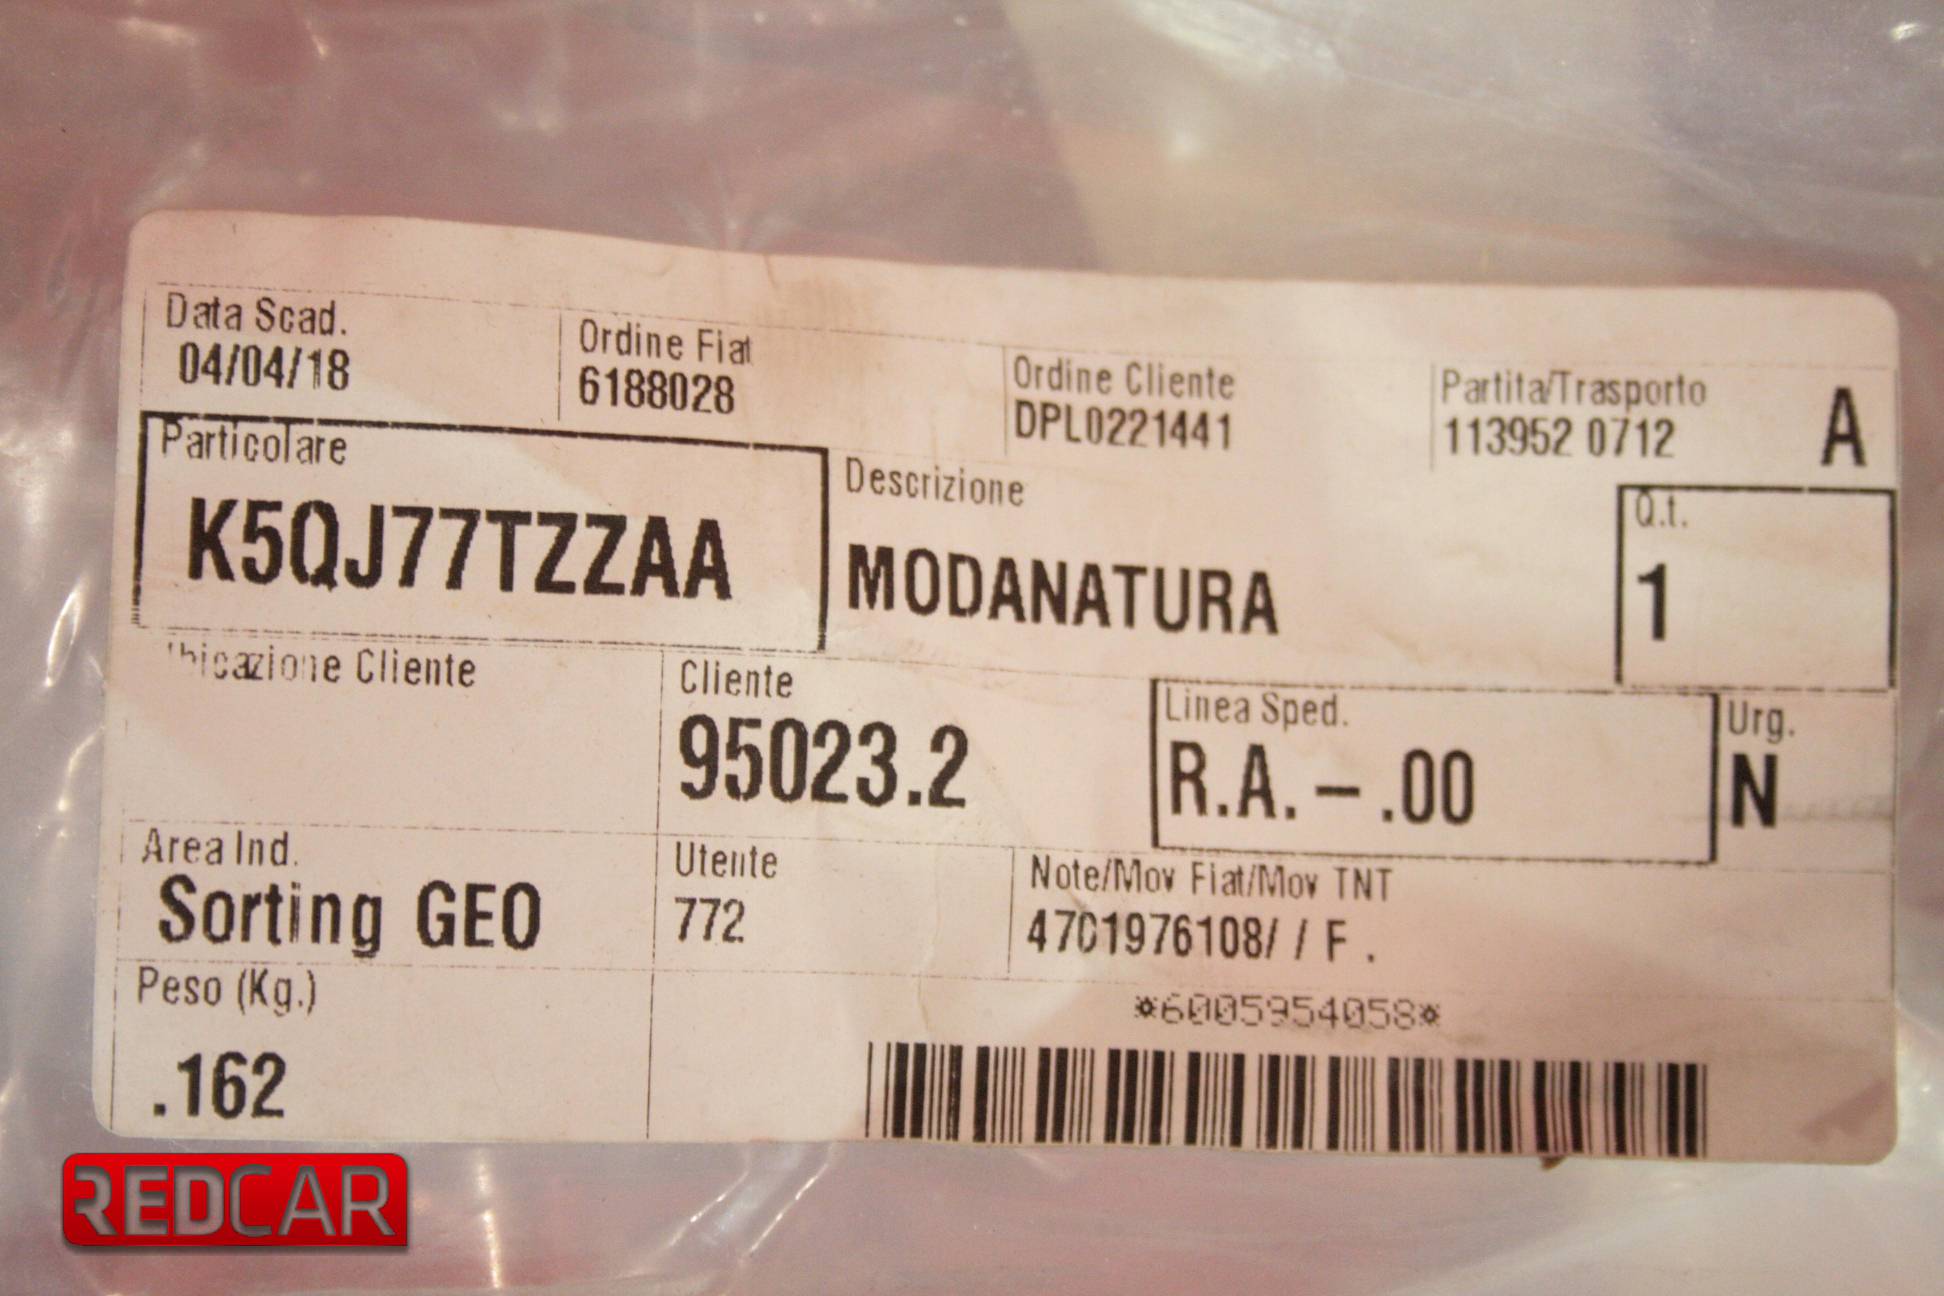 Data Scad.
04/04/18
Ordine Fiat
6188028
Ordine Cliente
DPL0221441
Partita/Trasporto
113952 0712
A
Particolare
K5QJ77TZZAA
Descrizione
MODANATURA
Q.t.
1
Ubicazione Cliente
Cliente
95023.2
Linea Sped.
R.A. - .00
Urg.
N
Area Ind.
Sorting GEO
Utente
772
Note/Mov Fiat/Mov TNT
4701976108/ / F .
Peso (Kg.)
.162
*6005954058*
REDCAR